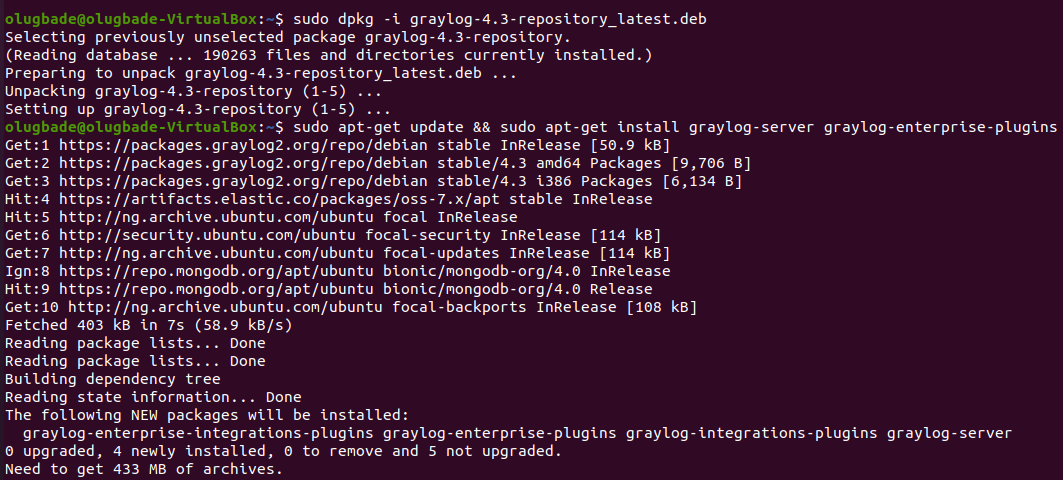 olugbade@olugbade-VirtualBox:~$ sudo dpkg -i graylog-4.3-repository_latest.deb
Selecting previously unselected package graylog-4.3-repository.
(Reading database ... 190263 files and directories currently installed.)
Preparing to unpack graylog-4.3-repository_latest.deb ...
Unpacking graylog-4.3-repository (1-5) ...
Setting up graylog-4.3-repository (1-5) ...
olugbade@olugbade-VirtualBox:~$ sudo apt-get update && sudo apt-get install graylog-server graylog-enterprise-plugins
Get:1 https://packages.graylog2.org/repo/debian stable InRelease [50.9 kB]
Get:2 https://packages.graylog2.org/repo/debian stable/4.3 amd64 Packages [9,706 B]
Get:3 https://packages.graylog2.org/repo/debian stable/4.3 i386 Packages [6,134 B]
Hit:4 https://artifacts.elastic.co/packages/oss-7.x/apt stable InRelease
Hit:5 http://ng.archive.ubuntu.com/ubuntu focal InRelease
Get:6 http://security.ubuntu.com/ubuntu focal-security InRelease [114 kB]
Get:7 http://ng.archive.ubuntu.com/ubuntu focal-updates InRelease [114 kB]
Ign:8 https://repo.mongodb.org/apt/ubuntu bionic/mongodb-org/4.0 InRelease
Hit:9 https://repo.mongodb.org/apt/ubuntu bionic/mongodb-org/4.0 Release
Get:10 http://ng.archive.ubuntu.com/ubuntu focal-backports InRelease [108 kB]
Fetched 403 kB in 7s (58.9 kB/s)
Reading package lists... Done
Reading package lists... Done
Building dependency tree
Reading state information... Done
The following NEW packages will be installed:
  graylog-enterprise-integrations-plugins graylog-enterprise-plugins graylog-integrations-plugins graylog-server
0 upgraded, 4 newly installed, 0 to remove and 5 not upgraded.
Need to get 433 MB of archives.